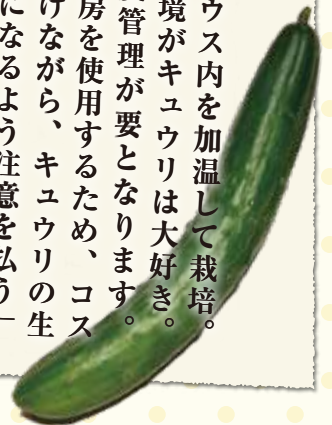 ウス内を加温して栽培。
境がキュウリは大好き。
管理が要となります。
房を使用するため、コス
けながら、キュウリの生
になるよう注意を払う